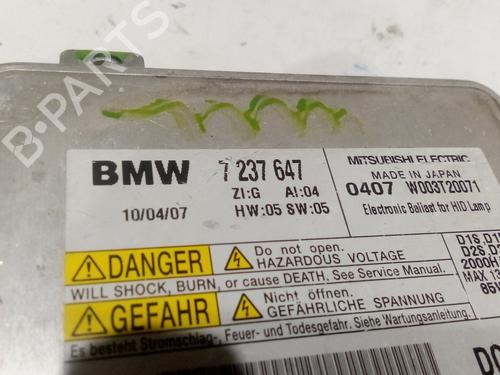 B-PARTS
BMW 7 237 647
ZI:G AI:04
10/04/07 HW:05 SW:05
MITSUBISHI ELECTRIC
MADE IN JAPAN
0407 W003T20071
Electronic Ballast for HID Lamp
DANGER Do not open.
HAZARDOUS VOLTAGE
WILL SHOCK, BURN, or cause DEATH. See Service Manual.
GEFAHR Nicht öffnen.
GEFÄHRLICHE SPANNUNG
Es besteht Stromschlag-, Feuer- und Todesgefahr. Siehe Wartungsanleitung.
D1S,
D2S,
2000H
MAX